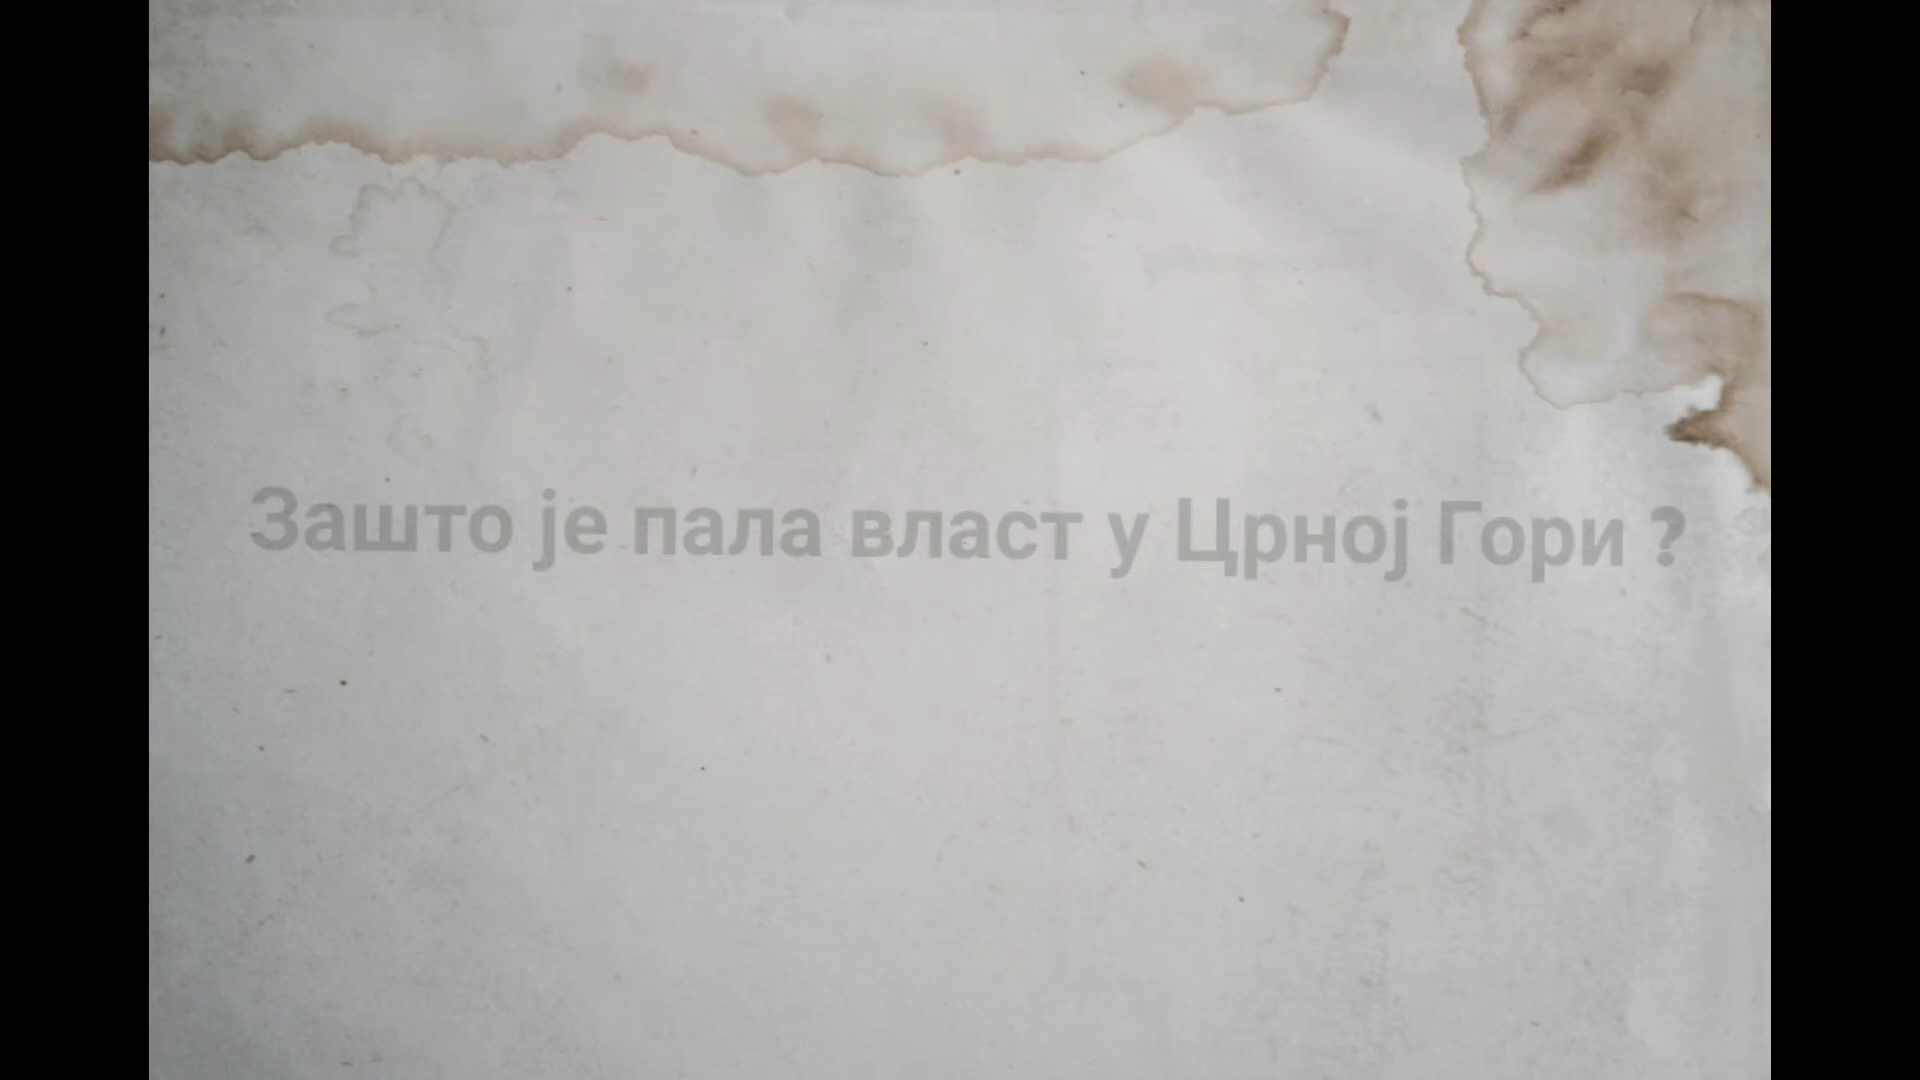 Зашто је пала власт у Црној Гори ?